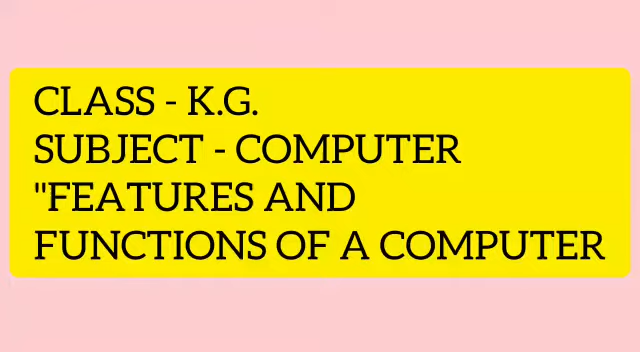 CLASS - K.G.
SUBJECT - COMPUTER
"FEATURES AND
FUNCTIONS OF A COMPUTER